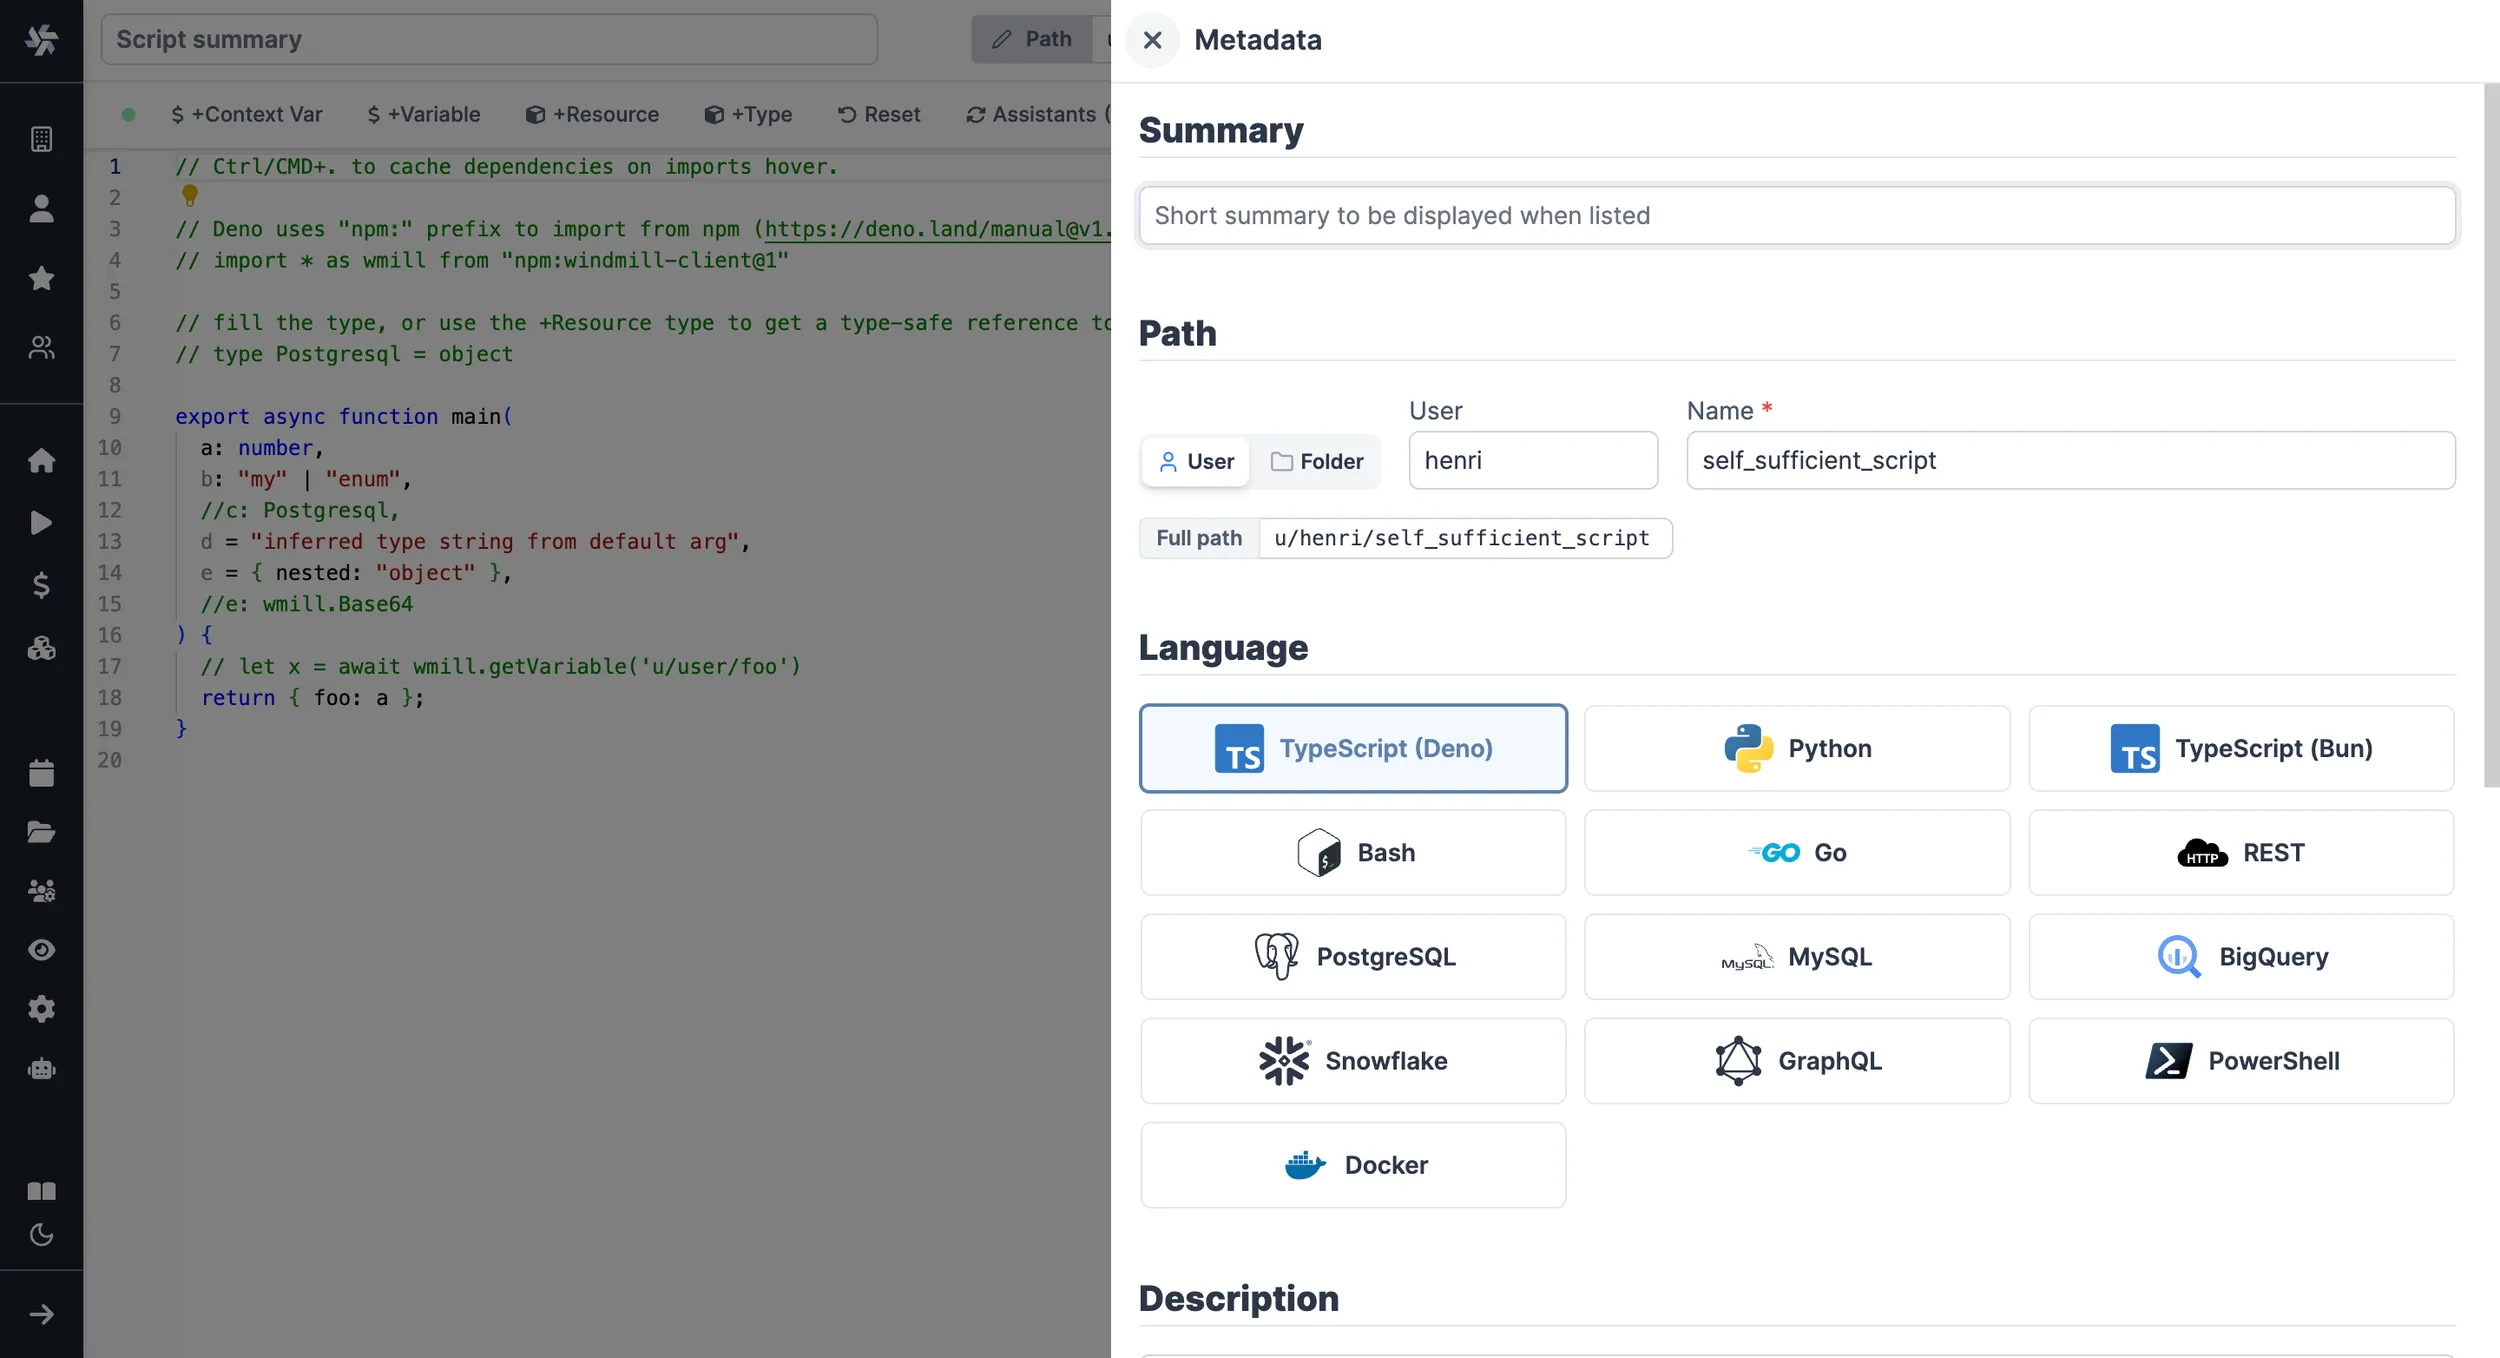 Script summary
Path
+Context Var
+Variable
+Resource
+Type
Reset
Assistants (
1 // Ctrl/CMD+. to cache dependencies on imports hover.
2
3 // Deno uses "npm:" prefix to import from npm (https://deno.land/manual@v1.
4 // import * as wmill from "npm:windmill-client@1"
5
6 // fill the type, or use the +Resource type to get a type-safe reference to
7 // type Postgresql = object
8
9 export async function main(
10 a: number,
11 b: "my" | "enum",
12 //c: Postgresql,
13 d = "inferred type string from default arg",
14 e = { nested: "object" },
15 //e: wmill.Base64
16 ) {
17 // let x = await wmill.getVariable('u/user/foo')
18 return { foo: a };
19 }
20
Metadata
Summary
Short summary to be displayed when listed
Path
User
Name *
User
Folder
henri
self_sufficient_script
Full path
u/henri/self_sufficient_script
Language
TS TypeScript (Deno)
Python
TS TypeScript (Bun)
Bash
GO Go
HTTP REST
PostgreSQL
MySQL MySQL
BigQuery
Snowflake
GraphQL
PowerShell
Docker
Description